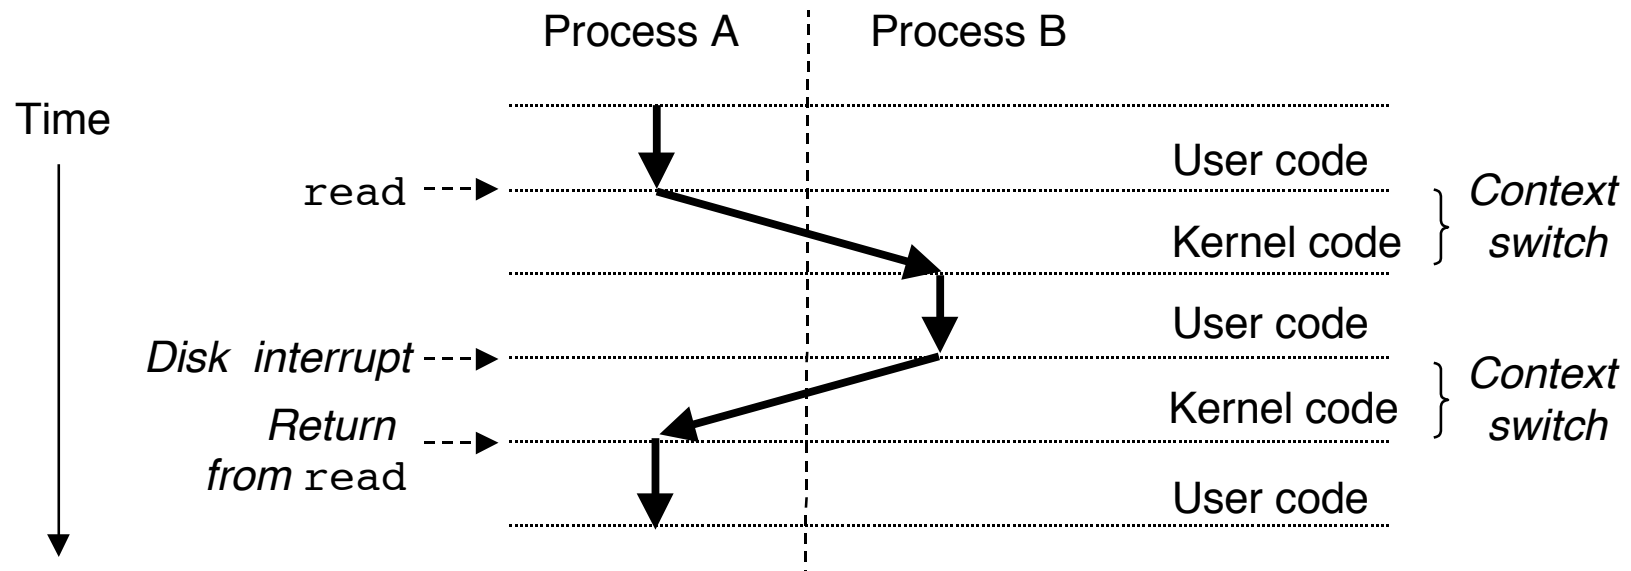 Process A
Process B
Time
User code
read
Context
switch
Kernel code
User code
Disk interrupt
Context
switch
Kernel code
Return
from read
User code